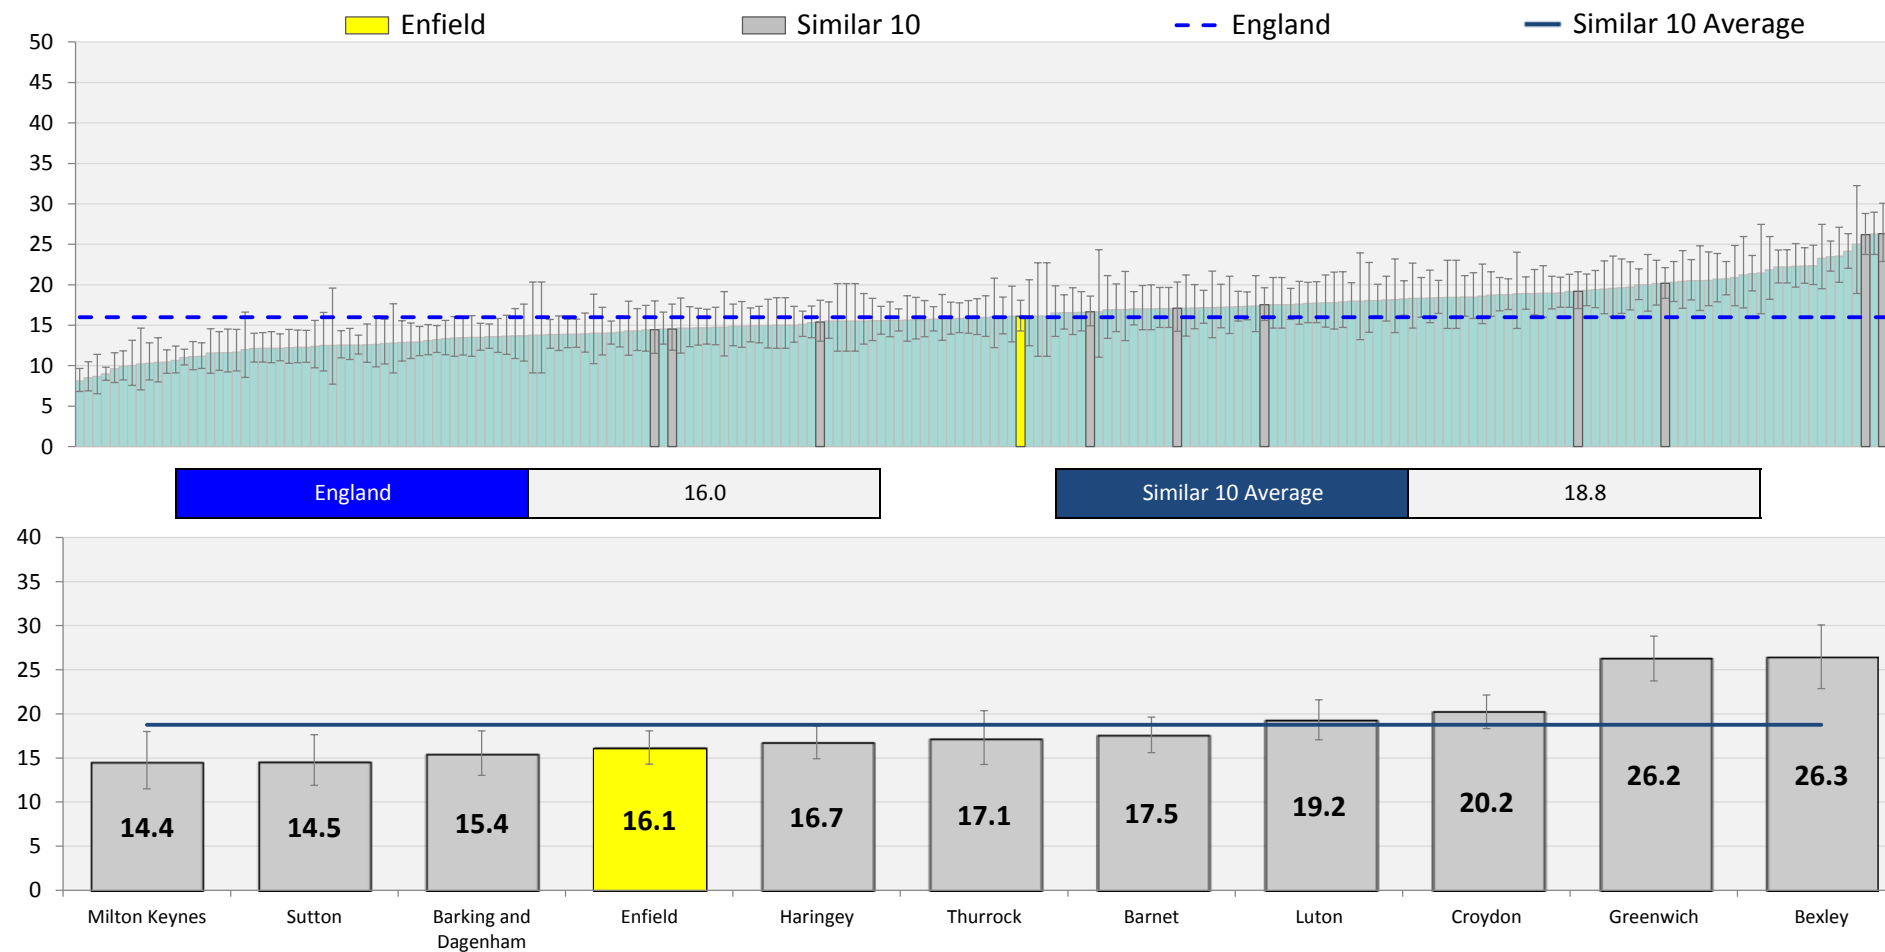 Enfield
Similar 10
England
Similar 10 Average
50
45
40
35
30
25
20
15
10
5
0
England
16.0
Similar 10 Average
18.8
40
35
30
25
20
15
10
5
0
14.4
14.5
15.4
16.1
16.7
17.1
17.5
19.2
20.2
26.2
26.3
Milton Keynes
Sutton
Barking and
Dagenham
Enfield
Haringey
Thurrock
Barnet
Luton
Croydon
Greenwich
Bexley